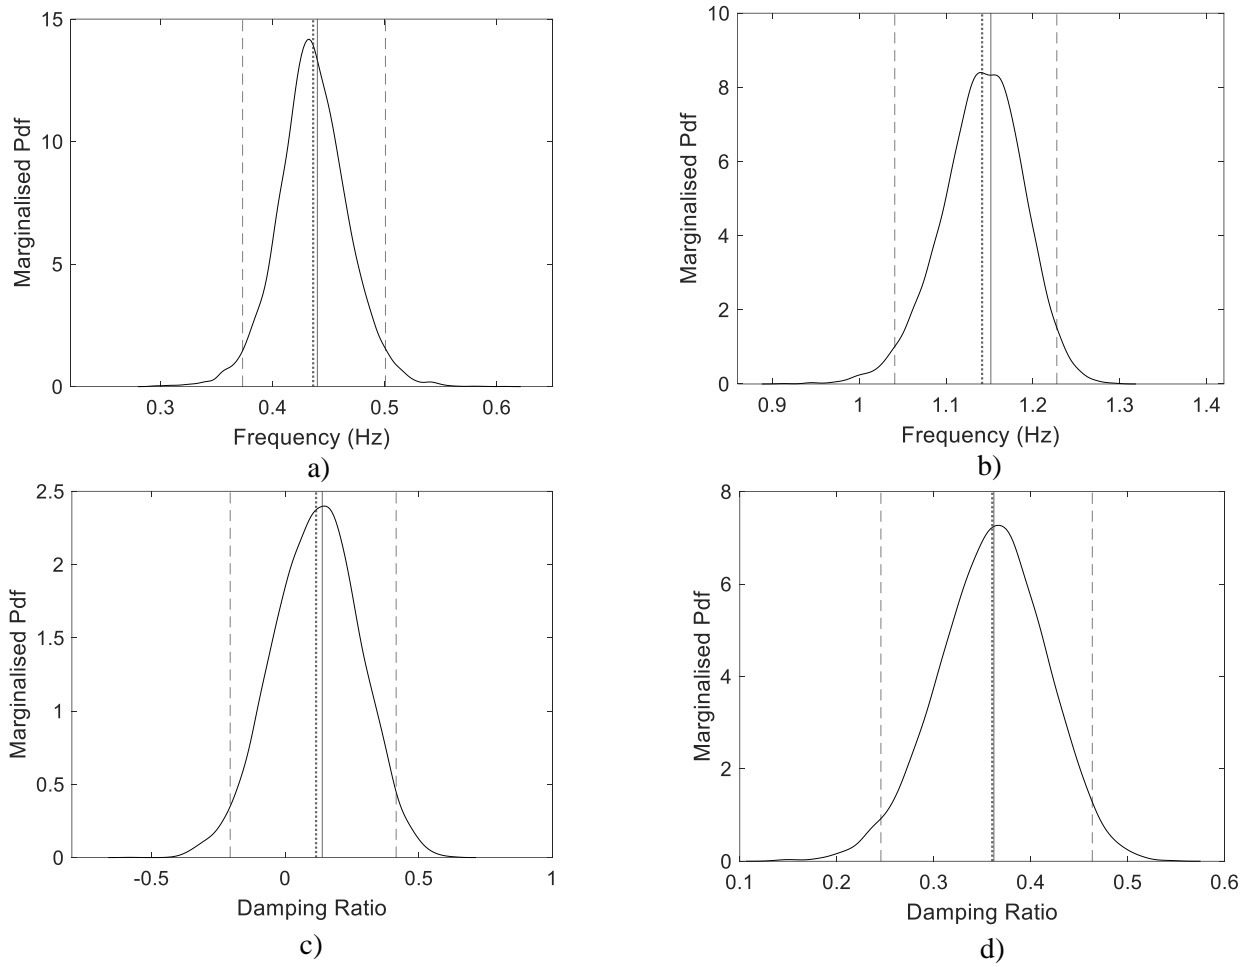 15
10
5
0
Marginalised Pdf
0.3 0.4 0.5 0.6
Frequency (Hz)
a)
10
8
6
4
2
0
Marginalised Pdf
0.9 1 1.1 1.2 1.3 1.4
Frequency (Hz)
b)
2.5
2
1.5
1
0.5
0
Marginalised Pdf
-0.5 0 0.5 1
Damping Ratio
c)
8
6
4
2
0
Marginalised Pdf
0.1 0.2 0.3 0.4 0.5 0.6
Damping Ratio
d)